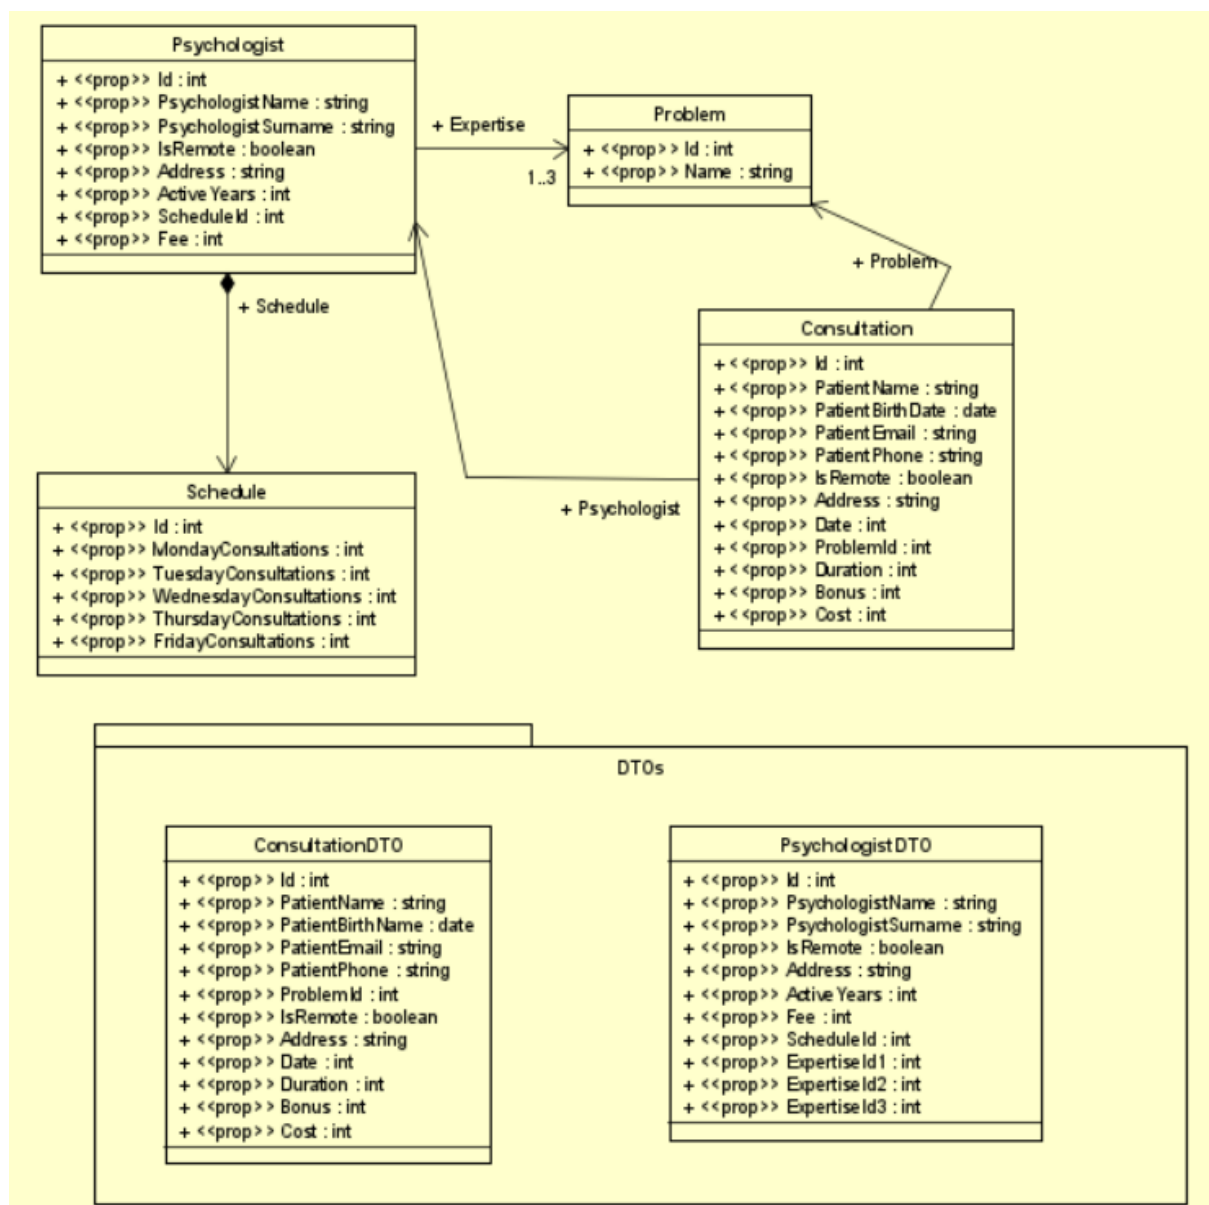 Psychologist
+ <<prop>> Id : int
+ <<prop>> PsychologistName : string
+ <<prop>> PsychologistSurname : string
+ <<prop>> IsRemote : boolean
+ <<prop>> Address : string
+ <<prop>> ActiveYears : int
+ <<prop>> ScheduleId : int
+ <<prop>> Fee : int
+ Expertise
1..3
Problem
+ <<prop>> Id : int
+ <<prop>> Name : string
+ Schedule
+ Problem
Consultation
+ <<prop>> Id : int
+ <<prop>> PatientName : string
+ <<prop>> PatientBirthDate : date
+ <<prop>> PatientEmail : string
+ <<prop>> PatientPhone : string
+ <<prop>> IsRemote : boolean
+ <<prop>> Address : string
+ <<prop>> Date : int
+ <<prop>> ProblemId : int
+ <<prop>> Duration : int
+ <<prop>> Bonus : int
+ <<prop>> Cost : int
+ Psychologist
Schedule
+ <<prop>> Id : int
+ <<prop>> MondayConsultations : int
+ <<prop>> TuesdayConsultations : int
+ <<prop>> WednesdayConsultations : int
+ <<prop>> ThursdayConsultations : int
+ <<prop>> FridayConsultations : int
DTOs
ConsultationDTO
+ <<prop>> Id : int
+ <<prop>> PatientName : string
+ <<prop>> PatientBirthName : date
+ <<prop>> PatientEmail : string
+ <<prop>> PatientPhone : string
+ <<prop>> ProblemId : int
+ <<prop>> IsRemote : boolean
+ <<prop>> Address : string
+ <<prop>> Date : int
+ <<prop>> Duration : int
+ <<prop>> Bonus : int
+ <<prop>> Cost : int
PsychologistDTO
+ <<prop>> Id : int
+ <<prop>> PsychologistName : string
+ <<prop>> PsychologistSurname : string
+ <<prop>> IsRemote : boolean
+ <<prop>> Address : string
+ <<prop>> ActiveYears : int
+ <<prop>> Fee : int
+ <<prop>> ScheduleId : int
+ <<prop>> ExpertiseId1 : int
+ <<prop>> ExpertiseId2 : int
+ <<prop>> ExpertiseId3 : int